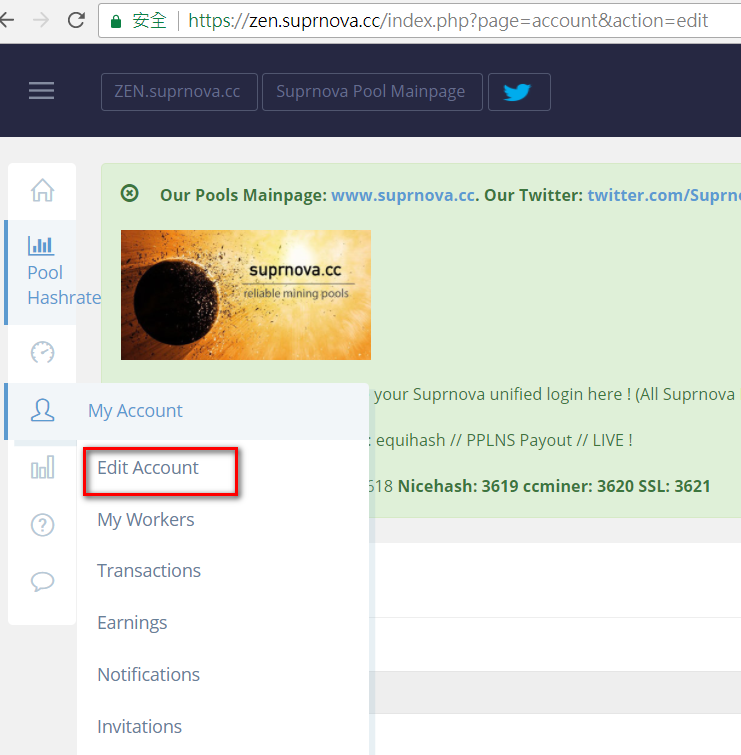 安全 https://zen.suprnova.cc/index.php?page=account&action=edit
ZEN.suprnova.cc Suprnova Pool Mainpage
Our Pools Mainpage: www.suprnova.cc. Our Twitter: twitter.com/Suprno
suprnova.cc
reliable mining pools
Pool
Hashrate
My Account
your Suprnova unified login here ! (All Suprnova
: equihash // PPLNS Payout // LIVE !
618 Nicehash: 3619 ccminer: 3620 SSL: 3621
Edit Account
My Workers
Transactions
Earnings
Notifications
Invitations